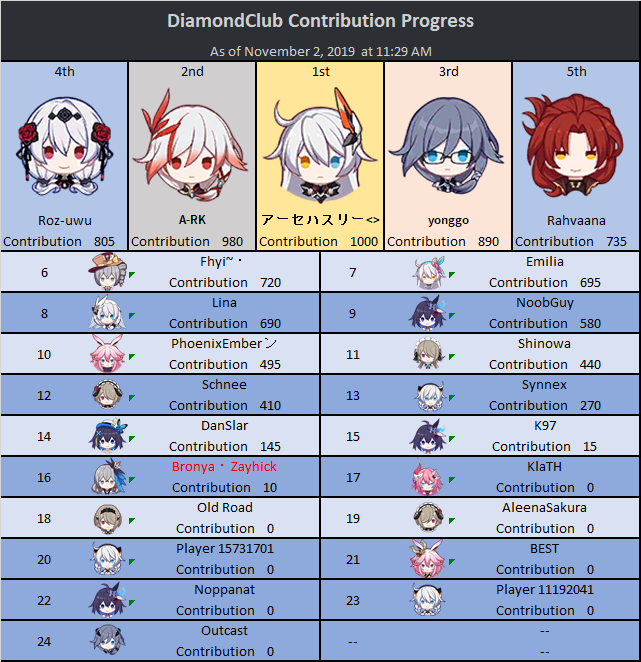 DiamondClub Contribution Progress
As of November 2, 2019 at 11:29 AM
4th
2nd
1st
3rd
5th
Roz-uwu
A-RK
アーセハスリー<>
yonggo
Rahvaana
Contribution 805
Contribution 980
Contribution 1000
Contribution 890
Contribution 735
6
Fhyi~・
Contribution 720
7
Emilia
Contribution 695
8
Lina
Contribution 690
9
NoobGuy
Contribution 580
10
PhoenixEmberン
Contribution 495
11
Shinowa
Contribution 440
12
Schnee
Contribution 410
13
Synnex
Contribution 270
14
DanSlar
Contribution 145
15
K97
Contribution 15
16
Bronya・Zayhick
Contribution 10
17
KlaTH
Contribution 0
18
Old Road
Contribution 0
19
AleenaSakura
Contribution 0
20
Player 15731701
Contribution 0
21
BEST
Contribution 0
22
Noppanat
Contribution 0
23
Player 11192041
Contribution 0
24
Outcast
Contribution 0
--
--
--